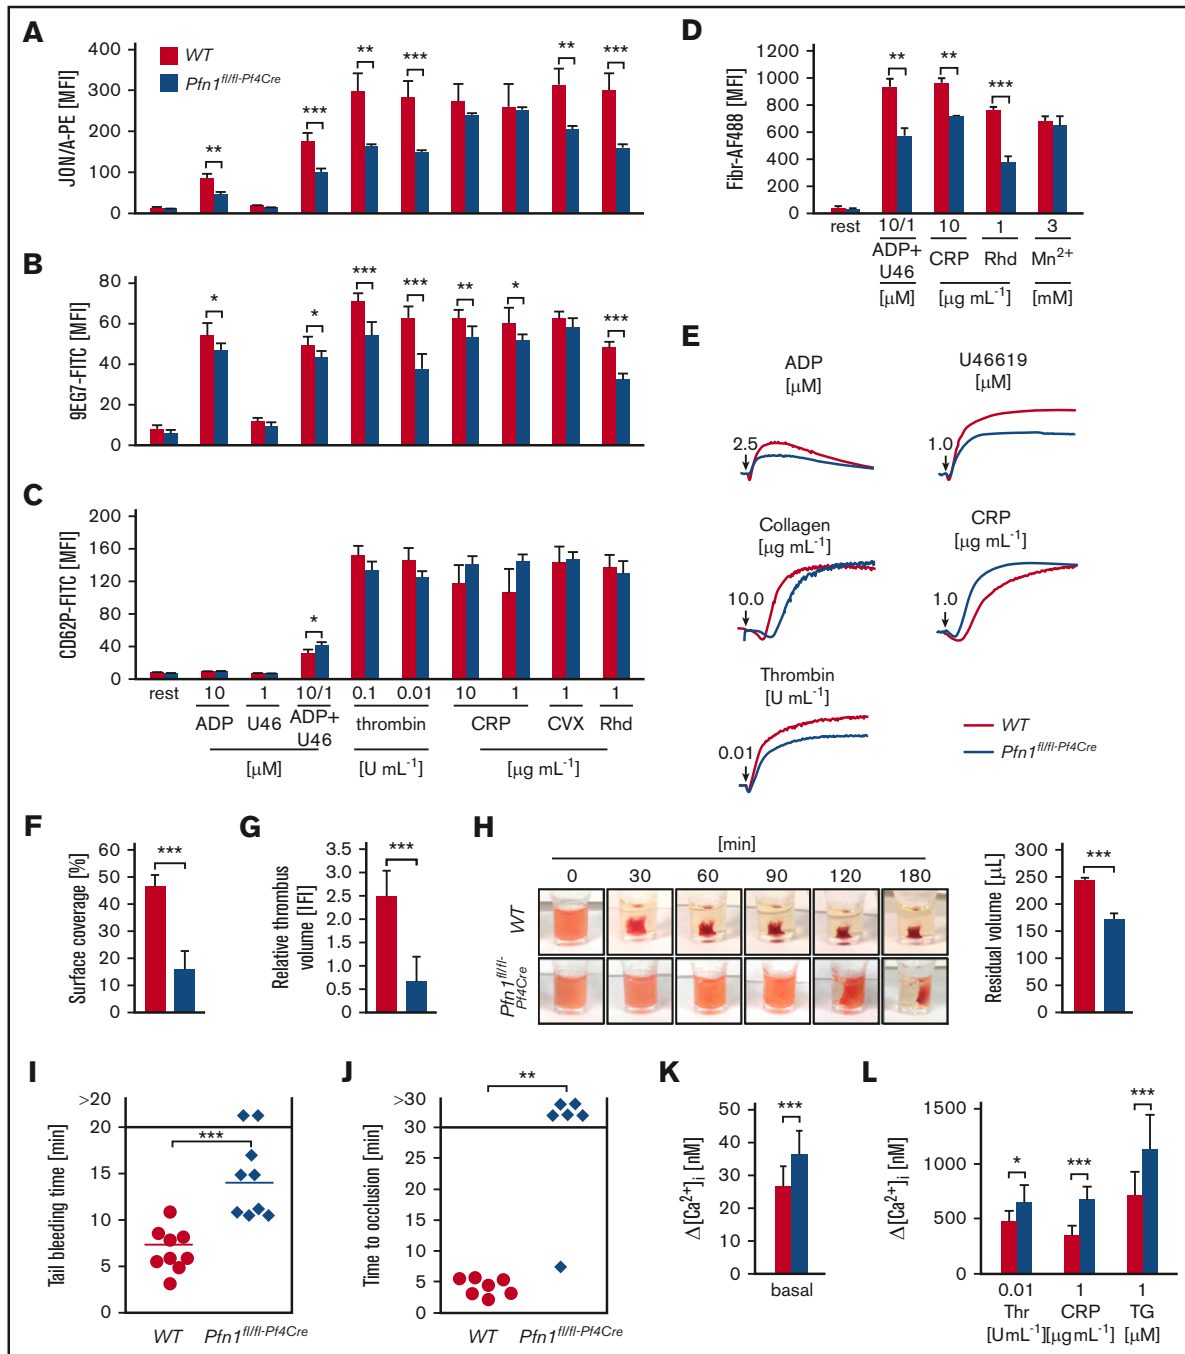 A
JON/A-PE [MFI]
400
300
200
100
0
WT
Pfn1fl/fl-Pf4Cre
** *** ** *** ** ***
B
9EG7-FITC [MFI]
80
60
40
20
0
* * *** *** ** * ***
C
CD62P-FITC [MFI]
200
160
120
80
40
0
*
rest 10 1 10/1 0.1 0.01 10 1 1 1
ADP U46 ADP+ U46 thrombin CRP CVX Rhd
[µM] [U mL-1] [µg mL-1]
D
Fibr-AF488 [MFI]
1200
1000
800
600
400
200
0
** ** ***
rest 10/1 10 1 3
ADP+ U46 CRP Rhd Mn2+
[µM] [µg mL-1] [mM]
E
ADP
[µM]
2.5
U46619
[µM]
1.0
Collagen
[µg mL-1]
10.0
CRP
[µg mL-1]
1.0
Thrombin
[U mL-1]
0.01
WT
Pfn1fl/fl-Pf4Cre
F
Surface coverage [%]
60
50
40
30
20
10
0
***
G
Relative thrombus
volume [IFI]
3.5
3.0
2.5
2.0
1.5
1.0
0.5
0
***
H
[min]
0 30 60 90 120 180
WT
Pfn1fl/fl-
Pf4Cre
Residual volume [µL]
300
250
200
150
100
50
0
***
I
Tail bleeding time [min]
>20
20
15
10
5
0
***
WT Pfn1fl/fl-Pf4Cre
J
Time to occlusion [min]
>30
30
25
20
15
10
5
0
**
WT Pfn1fl/fl-Pf4Cre
K
Δ[Ca2+]i [nM]
50
40
30
20
10
0
***
basal
L
Δ[Ca2+]i [nM]
1500
1000
500
0
* *** ***
0.01 1 1
Thr CRP TG
[UmL-1] [µg mL-1] [µM]